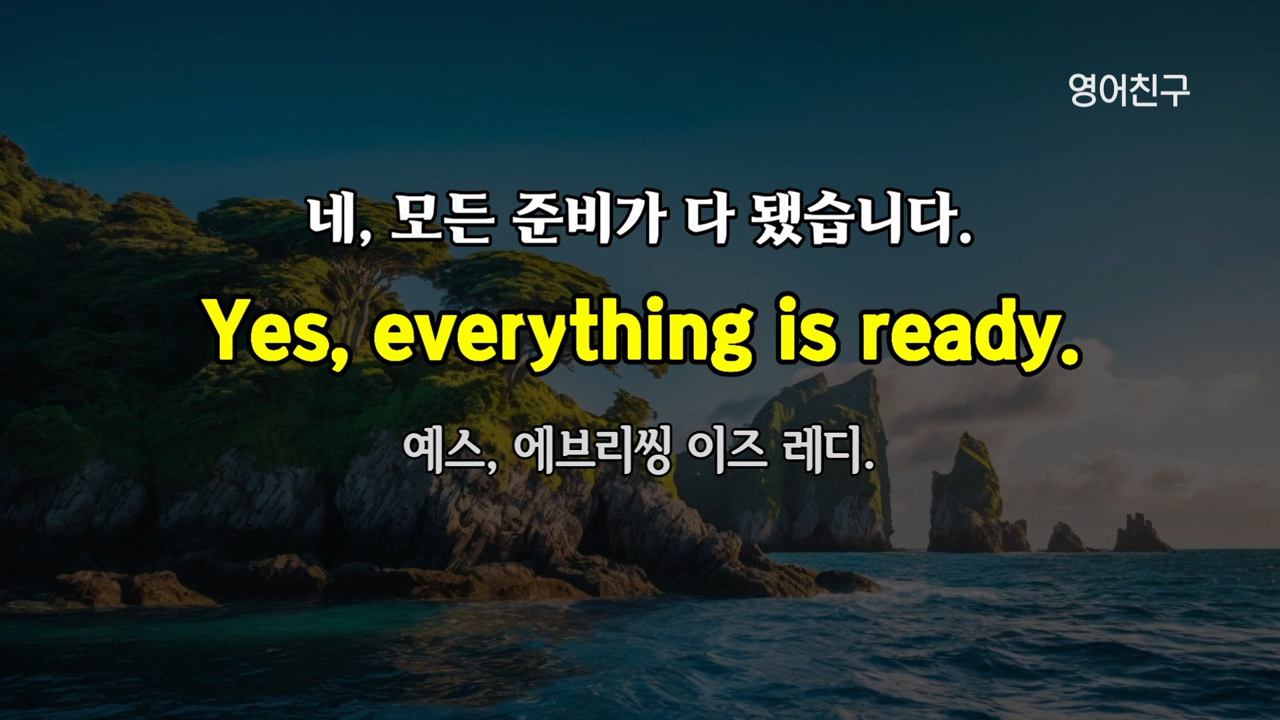 영어친구
네, 모든 준비가 다 됐습니다.
Yes, everything is ready.
예스, 에브리씽 이즈 레디.